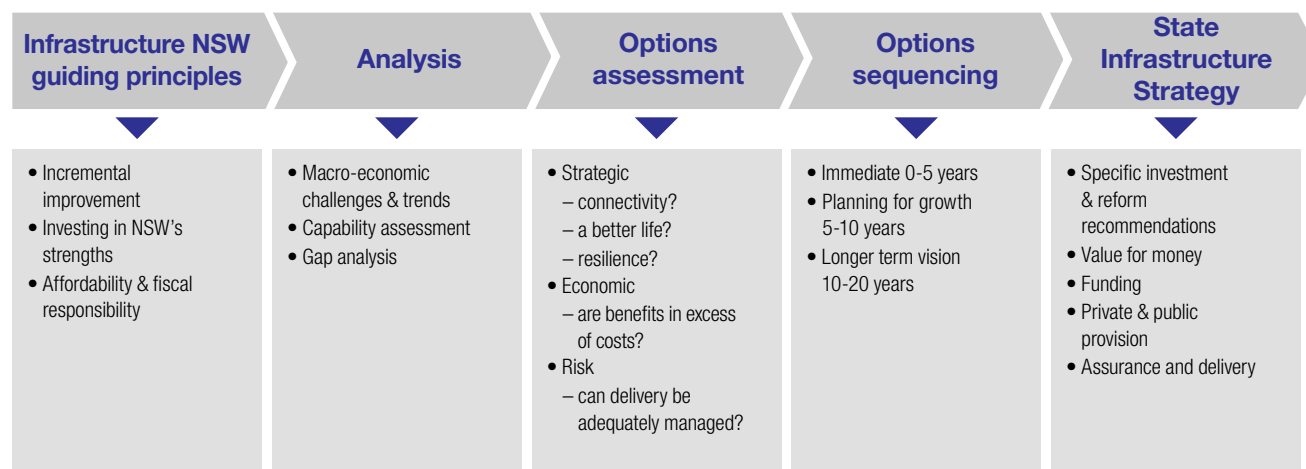 Infrastructure NSW
guiding principles
Analysis
Options
assessment
Options
sequencing
State
Infrastructure
Strategy
• Incremental
improvement
• Investing in NSW's
strengths
• Affordability & fiscal
responsibility
• Macro-economic
challenges & trends
• Capability assessment
• Gap analysis
• Strategic
– connectivity?
– a better life?
– resilience?
• Economic
– are benefits in excess
of costs?
• Risk
– can delivery be
adequately managed?
• Immediate 0-5 years
• Planning for growth
5-10 years
• Longer term vision
10-20 years
• Specific investment
& reform
recommendations
• Value for money
• Funding
• Private & public
provision
• Assurance and delivery